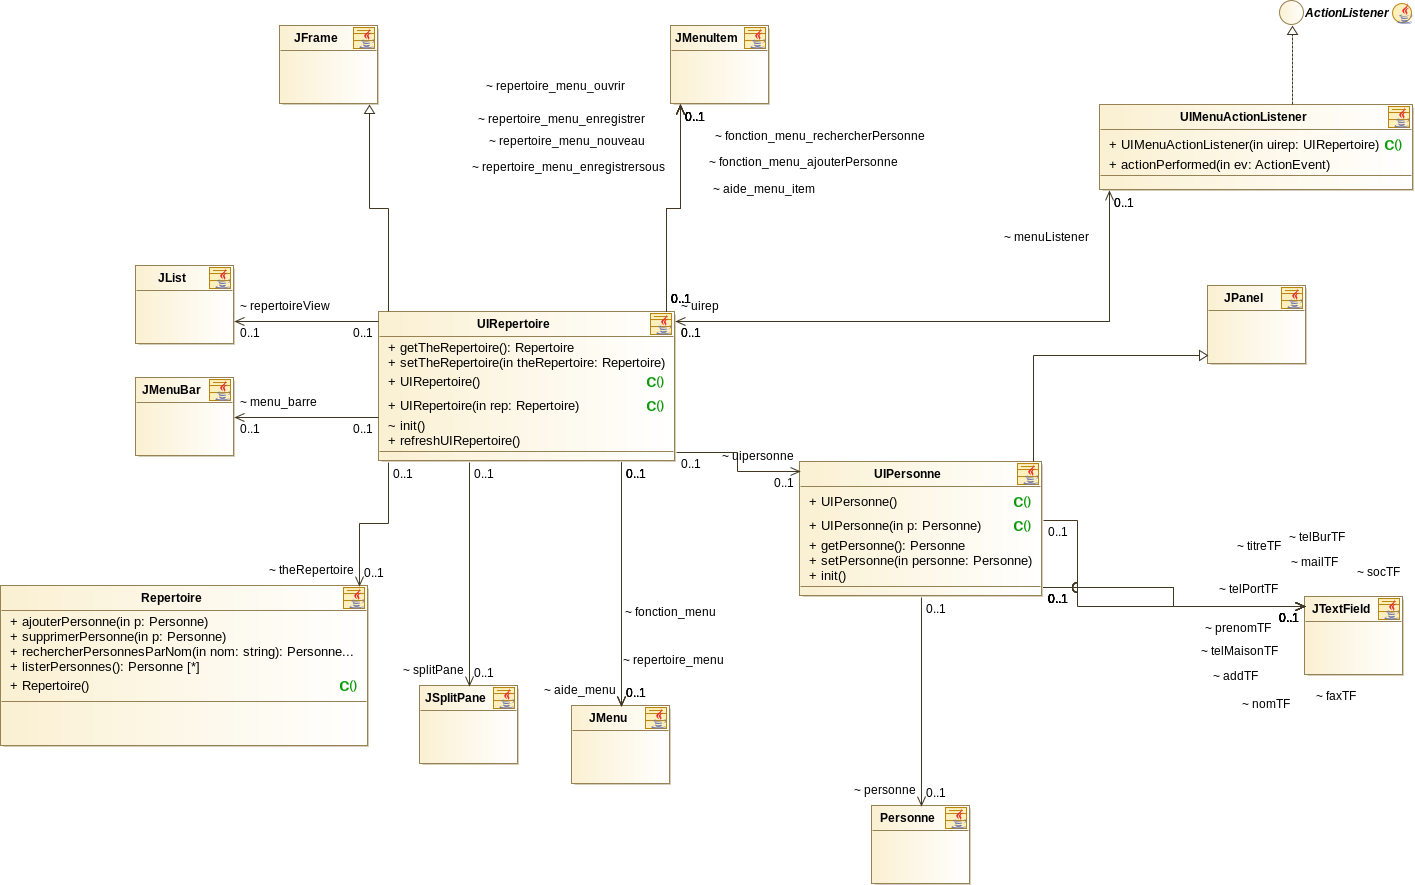 ActionListener
JFrame
JMenuItem
~ repertoire_menu_ouvrir
~ repertoire_menu_enregistrer
~ repertoire_menu_nouveau
~ repertoire_menu_enregistrersous
0..1
~ fonction_menu_rechercherPersonne
~ fonction_menu_ajouterPersonne
~ aide_menu_item
UIMenuActionListener
+ UIMenuActionListener(in uirep: UIRepertoire) C()
+ actionPerformed(in ev: ActionEvent)
0..1
~ menuListener
JList
~ repertoireView
0..1
0..1
0..1
~ uirep
0..1
JPanel
UIRepertoire
+ getTheRepertoire(): Repertoire
+ setTheRepertoire(in theRepertoire: Repertoire)
+ UIRepertoire() C()
+ UIRepertoire(in rep: Repertoire) C()
~ init()
+ refreshUIRepertoire()
JMenuBar
~ menu_barre
0..1
0..1
0..1
0..1
0..1
0..1
~ uipersonne
0..1
UIPersonne
+ UIPersonne() C()
+ UIPersonne(in p: Personne) C()
+ getPersonne(): Personne
+ setPersonne(in personne: Personne)
+ init()
0..1
0..1
0..1
~ titreTF
~ telBurTF
~ mailTF
~ socTF
~ telPortTF
JTextField
0..1
~ prenomTF
~ telMaisonTF
~ addTF
~ nomTF
~ faxTF
~ theRepertoire
0..1
Repertoire
+ ajouterPersonne(in p: Personne)
+ supprimerPersonne(in p: Personne)
+ rechercherPersonnesParNom(in nom: string): Personne...
+ listerPersonnes(): Personne [*]
+ Repertoire() C()
~ splitPane
0..1
JSplitPane
~ fonction_menu
~ repertoire_menu
~ aide_menu
0..1
JMenu
~ personne
0..1
Personne